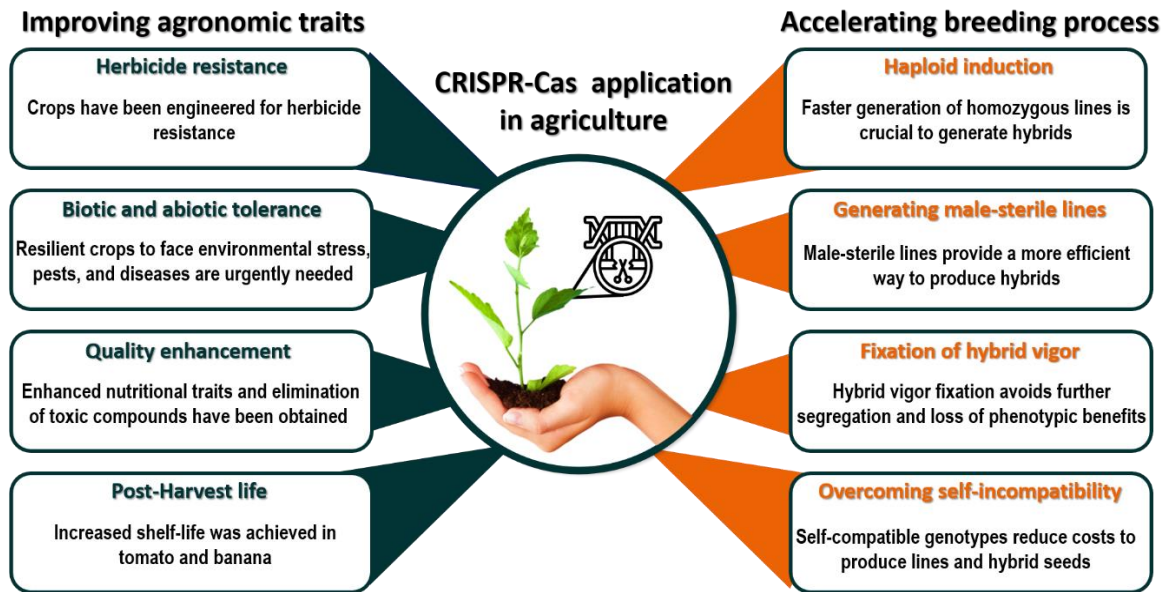 Improving agronomic traits
Herbicide resistance
Crops have been engineered for herbicide
resistance
Biotic and abiotic tolerance
Resilient crops to face environmental stress,
pests, and diseases are urgently needed
Quality enhancement
Enhanced nutritional traits and elimination
of toxic compounds have been obtained
Post-Harvest life
Increased shelf-life was achieved in
tomato and banana
CRISPR-Cas application
in agriculture
Accelerating breeding process
Haploid induction
Faster generation of homozygous lines is
crucial to generate hybrids
Generating male-sterile lines
Male-sterile lines provide a more efficient
way to produce hybrids
Fixation of hybrid vigor
Hybrid vigor fixation avoids further
segregation and loss of phenotypic benefits
Overcoming self-incompatibility
Self-compatible genotypes reduce costs to
produce lines and hybrid seeds